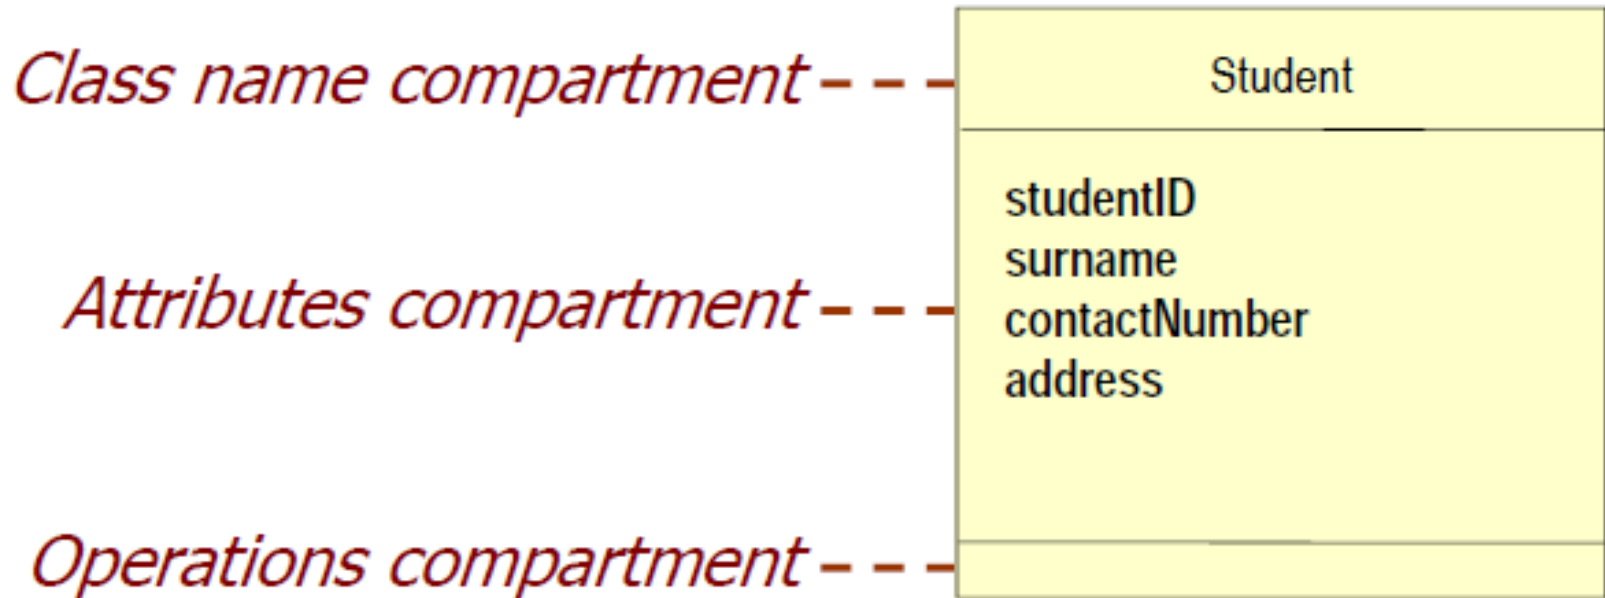 Class name compartment
Student
studentID
surname
Attributes compartment
contactNumber
address
Operations compartment